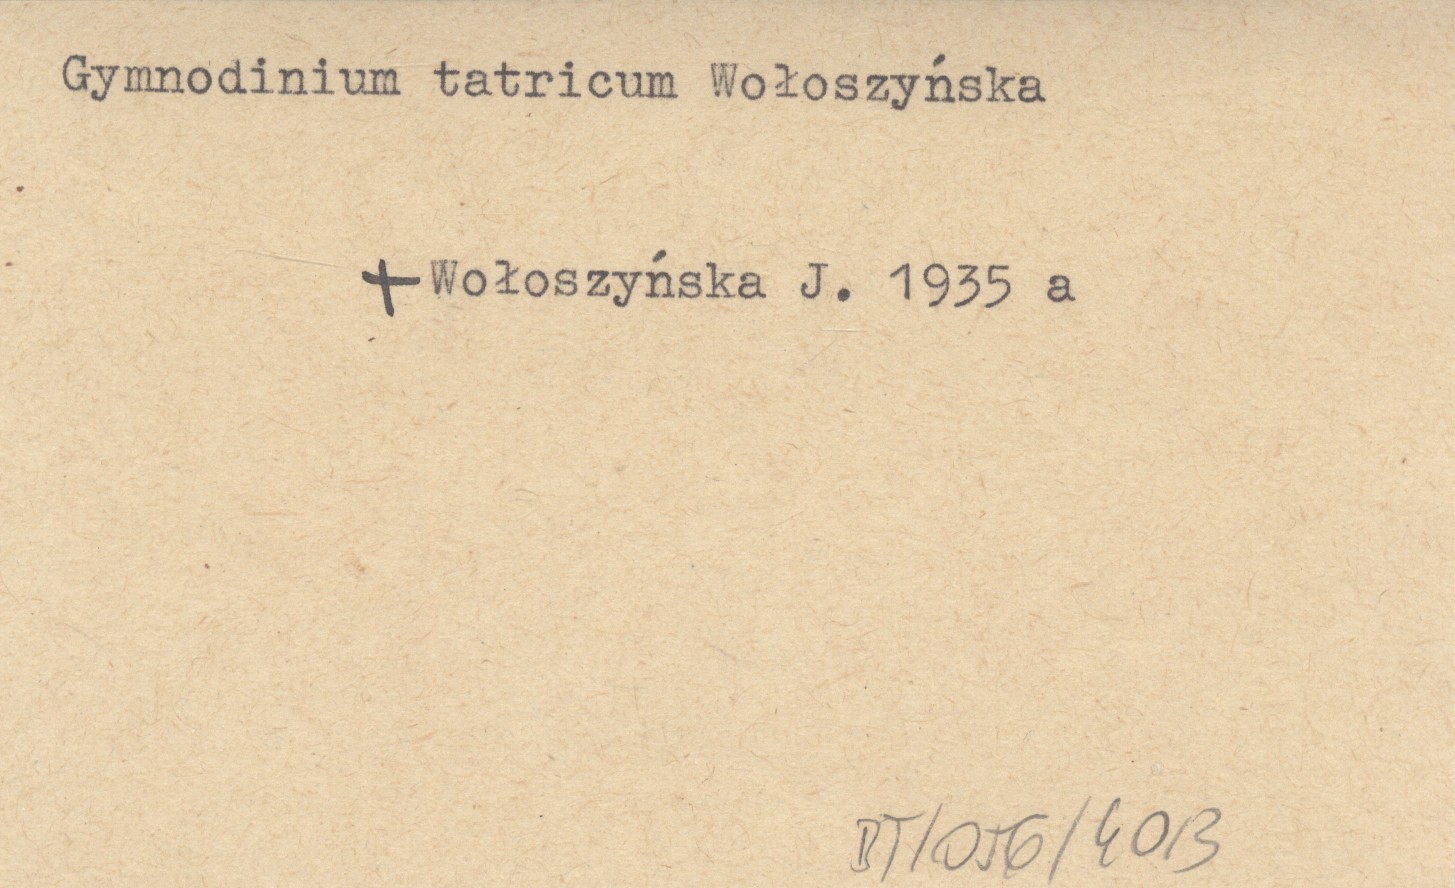 Gymnodinium tatricum Wołoszyńska
+ Wołoszyńska J. 1935 a
BT/056/4013